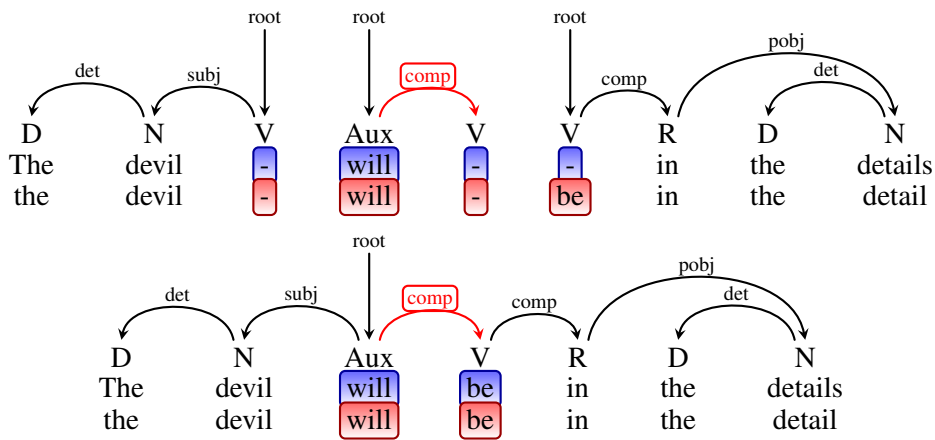 root root root
det subj comp comp pobj det
D N V Aux V V R D N
The devil - will - - in the details
the devil - will - be in the detail
root
det subj comp comp pobj det
D N Aux V R D N
The devil will be in the details
the devil will be in the detail